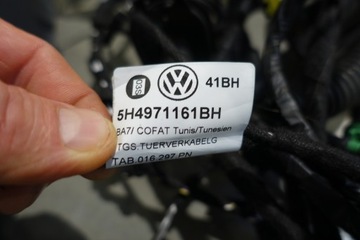 41BH
5H4971161BH
8A7/ COFAT Tunis/Tunesien
TGS.TUERVERKABELG
TAB.016.297.PN